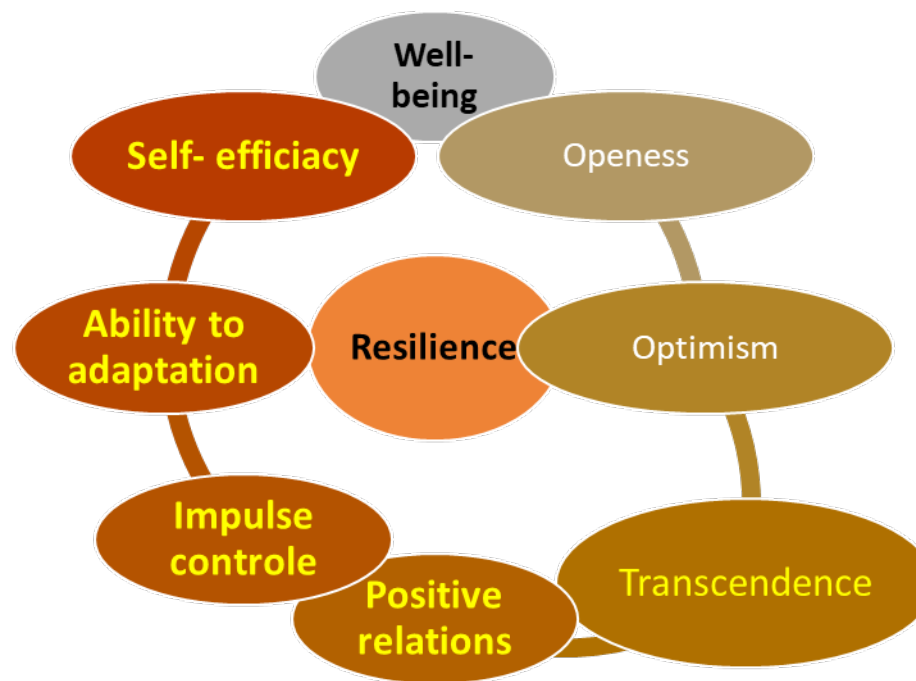 Well-
being
Self- efficiacy
Openess
Ability to
adaptation
Resilience
Optimism
Impulse
controle
Transcendence
Positive
relations